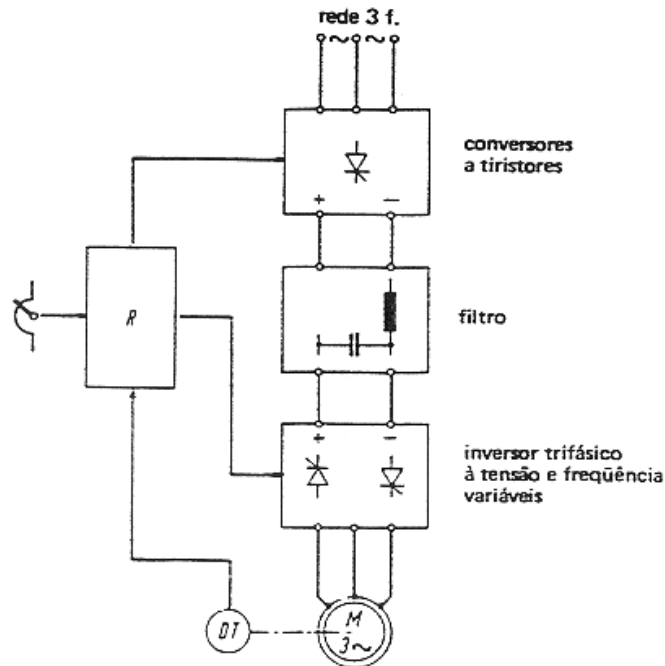 rede 3 f.
~ ~
conversores
a tiristores
+ −
R
filtro
+ −
inversor trifásico
à tensão e freqüência
variáveis
DT
M
3~